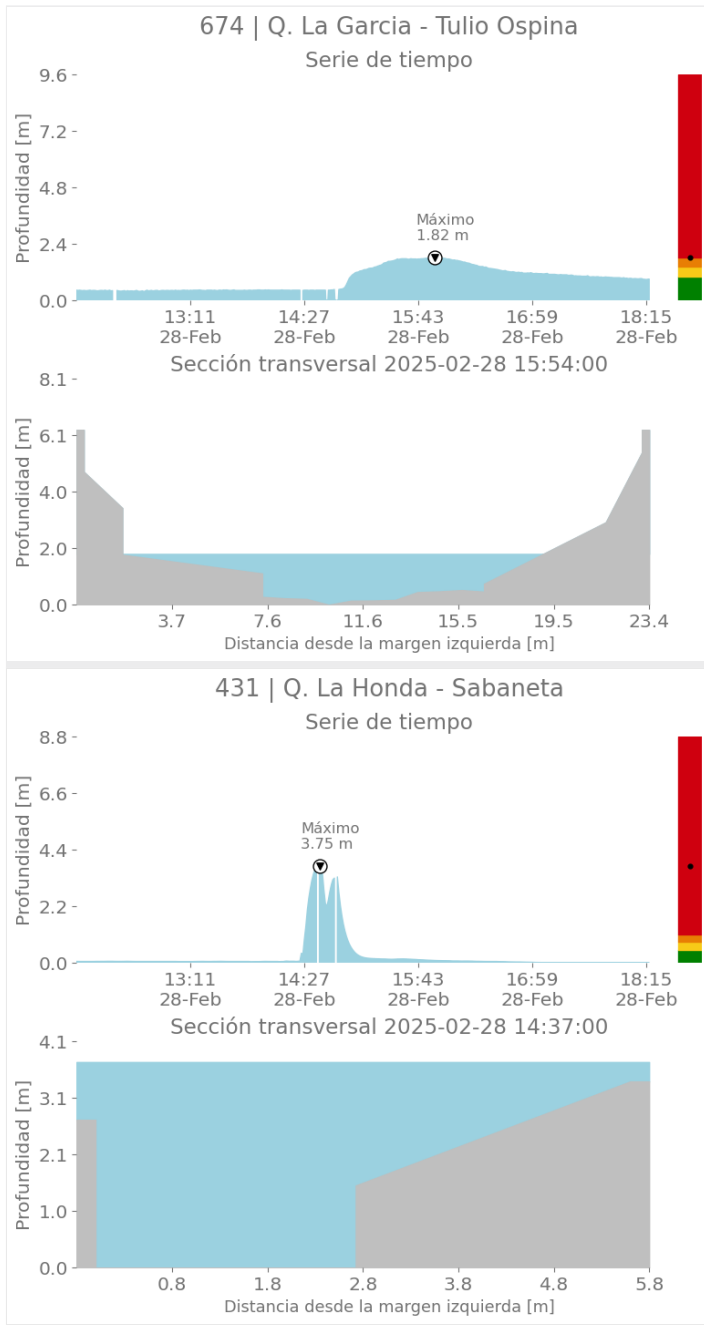 674 | Q. La Garcia - Tulio Ospina
Serie de tiempo
9.6
7.2
4.8
2.4
0.0
Profundidad [m]
Máximo
1.82 m
13:11 14:27 15:43 16:59 18:15
28-Feb 28-Feb 28-Feb 28-Feb 28-Feb
Sección transversal 2025-02-28 15:54:00
8.1
6.1
4.0
2.0
0.0
Profundidad [m]
3.7 7.6 11.6 15.5 19.5 23.4
Distancia desde la margen izquierda [m]
431 | Q. La Honda - Sabaneta
Serie de tiempo
8.8
6.6
4.4
2.2
0.0
Profundidad [m]
Máximo
3.75 m
13:11 14:27 15:43 16:59 18:15
28-Feb 28-Feb 28-Feb 28-Feb 28-Feb
Sección transversal 2025-02-28 14:37:00
4.1
3.1
2.1
1.0
0.0
Profundidad [m]
0.8 1.8 2.8 3.8 4.8 5.8
Distancia desde la margen izquierda [m]